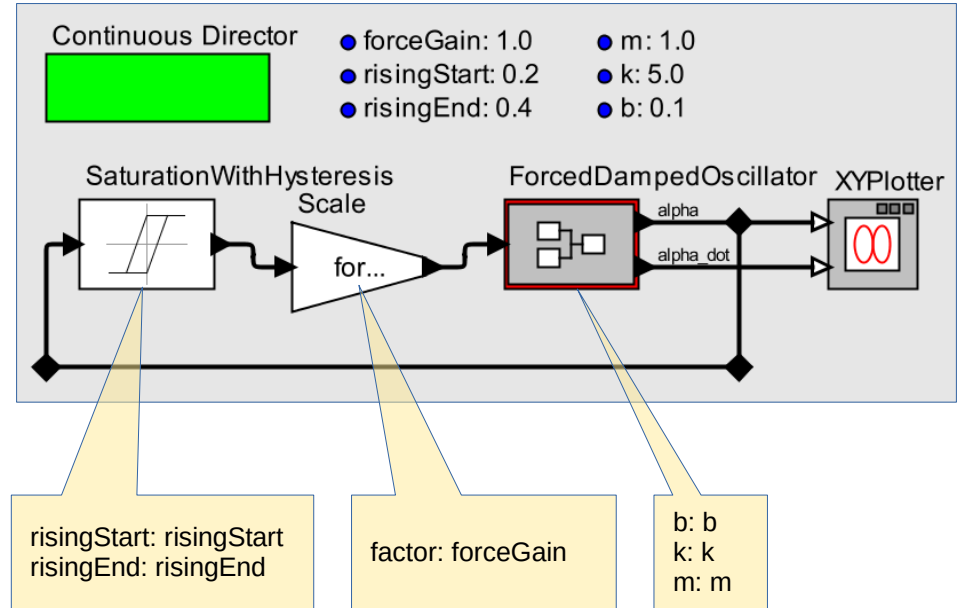 Continuous Director
forceGain: 1.0
m: 1.0
risingStart: 0.2
k: 5.0
risingEnd: 0.4
b: 0.1
SaturationWithHysteresis
Scale
ForcedDampedOscillator
XYPlotter
alpha
for...
alpha_dot
risingStart: risingStart
risingEnd: risingEnd
factor: forceGain
b: b
k: k
m: m